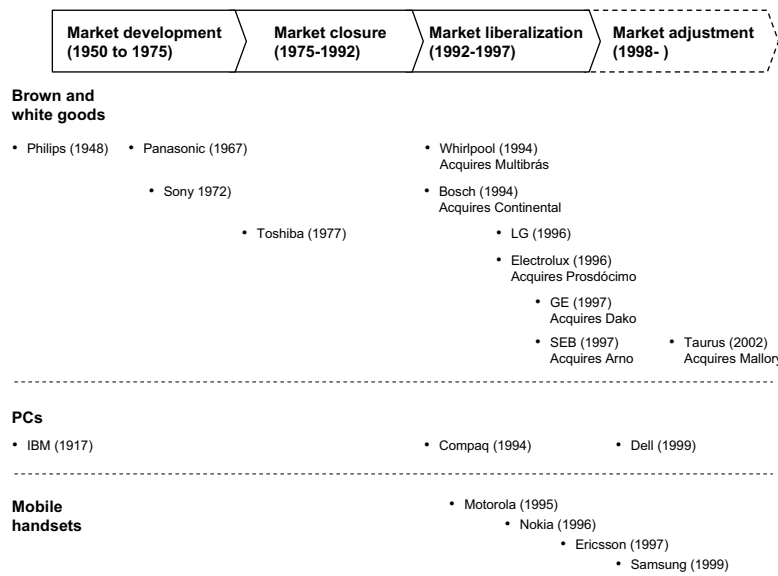 Market development
(1950 to 1975)
Market closure
(1975-1992)
Market liberalization
(1992-1997)
Market adjustment
(1998- )
Brown and
white goods
• Philips (1948)
• Panasonic (1967)
• Whirlpool (1994)
Acquires Multibrás
• Sony 1972)
• Bosch (1994)
Acquires Continental
• Toshiba (1977)
• LG (1996)
• Electrolux (1996)
Acquires Prosdócimo
• GE (1997)
Acquires Dako
• SEB (1997)
Acquires Arno
• Taurus (2002)
Acquires Mallory
PCs
• IBM (1917)
• Compaq (1994)
• Dell (1999)
Mobile
handsets
• Motorola (1995)
• Nokia (1996)
• Ericsson (1997)
• Samsung (1999)